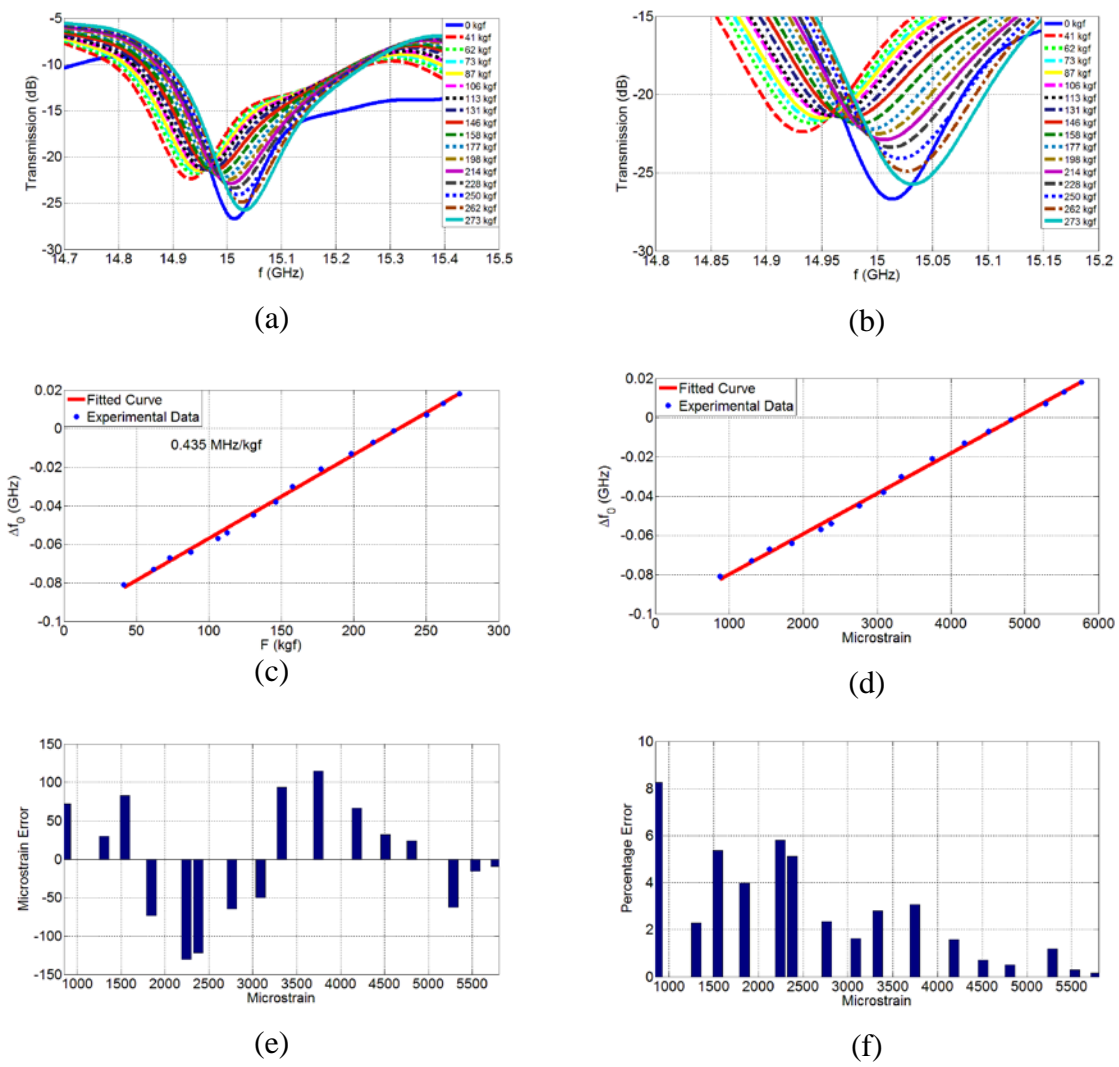 -5
-10
-15
-20
-25
-30
Transmission (dB)
14.7 14.8 14.9 15 15.1 15.2 15.3 15.4 15.5
f (GHz)
0 kgf
41 kgf
62 kgf
73 kgf
87 kgf
106 kgf
113 kgf
131 kgf
146 kgf
158 kgf
177 kgf
198 kgf
214 kgf
228 kgf
250 kgf
262 kgf
273 kgf
(a)
-15
-20
-25
-30
Transmission (dB)
14.8 14.85 14.9 14.95 15 15.05 15.1 15.15 15.2
f (GHz)
0 kgf
41 kgf
62 kgf
73 kgf
87 kgf
106 kgf
113 kgf
131 kgf
146 kgf
158 kgf
177 kgf
198 kgf
214 kgf
228 kgf
250 kgf
262 kgf
273 kgf
(b)
0.02
0
-0.02
-0.04
-0.06
-0.08
-0.1
Δf0 (GHz)
Fitted Curve
Experimental Data
0.435 MHz/kgf
0 50 100 150 200 250 300
F (kgf)
(c)
0.02
0
-0.02
-0.04
-0.06
-0.08
-0.1
Δf0 (GHz)
Fitted Curve
Experimental Data
0 1000 2000 3000 4000 5000 6000
Microstrain
(d)
150
100
50
0
-50
-100
-150
Microstrain Error
1000 1500 2000 2500 3000 3500 4000 4500 5000 5500
Microstrain
(e)
10
8
6
4
2
0
Percentage Error
1000 1500 2000 2500 3000 3500 4000 4500 5000 5500
Microstrain
(f)